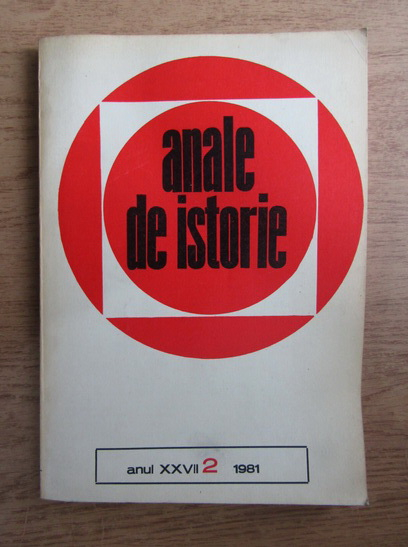 anale
de istorie
anul XXVII 2 1981